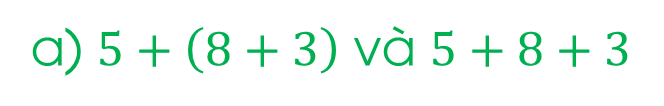 a) 5 + (8 + 3) và 5 + 8 + 3